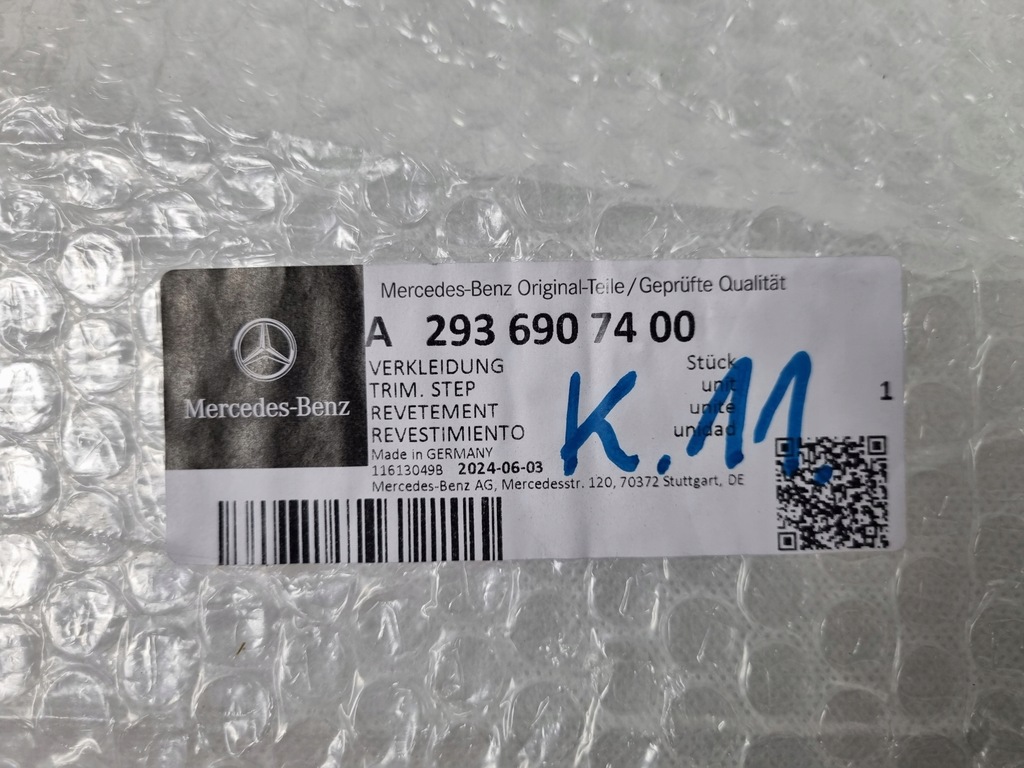 Mercedes-Benz Original-Teile/Geprüfte Qualität
A 293 690 74 00
Mercedes-Benz
VERKLEIDUNG Stück
TRIM. STEP unit 1
REVETEMENT unite
REVESTIMIENTO unidad
K.11.
Made in GERMANY
11613049B 2024-06-03
Mercedes-Benz AG, Mercedesstr. 120, 70372 Stuttgart, DE